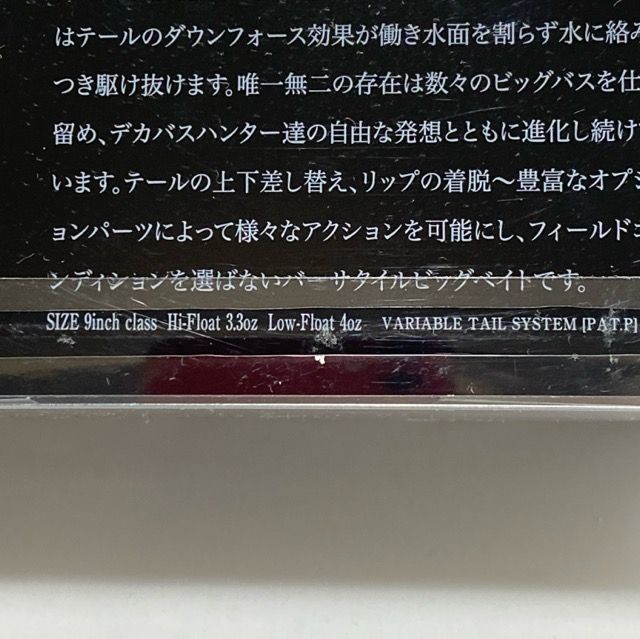 はテールのダウンフォース効果が働き水面を割らず水に絡み
つき駆け抜けます。唯一無二の存在は数々のビッグバスを仕
留め、デカバスハンター達の自由な発想とともに進化し続けて
います。テールの上下差し替え、リップの着脱〜豊富なオプシ
ョンパーツによって様々なアクションを可能にし、フィールドコ
ンディションを選ばないバーサタイルビッグベイトです。
SIZE 9inch class Hi-Float 3.3oz Low-Float 4oz VARIABLE TAIL SYSTEM [PAT.P]